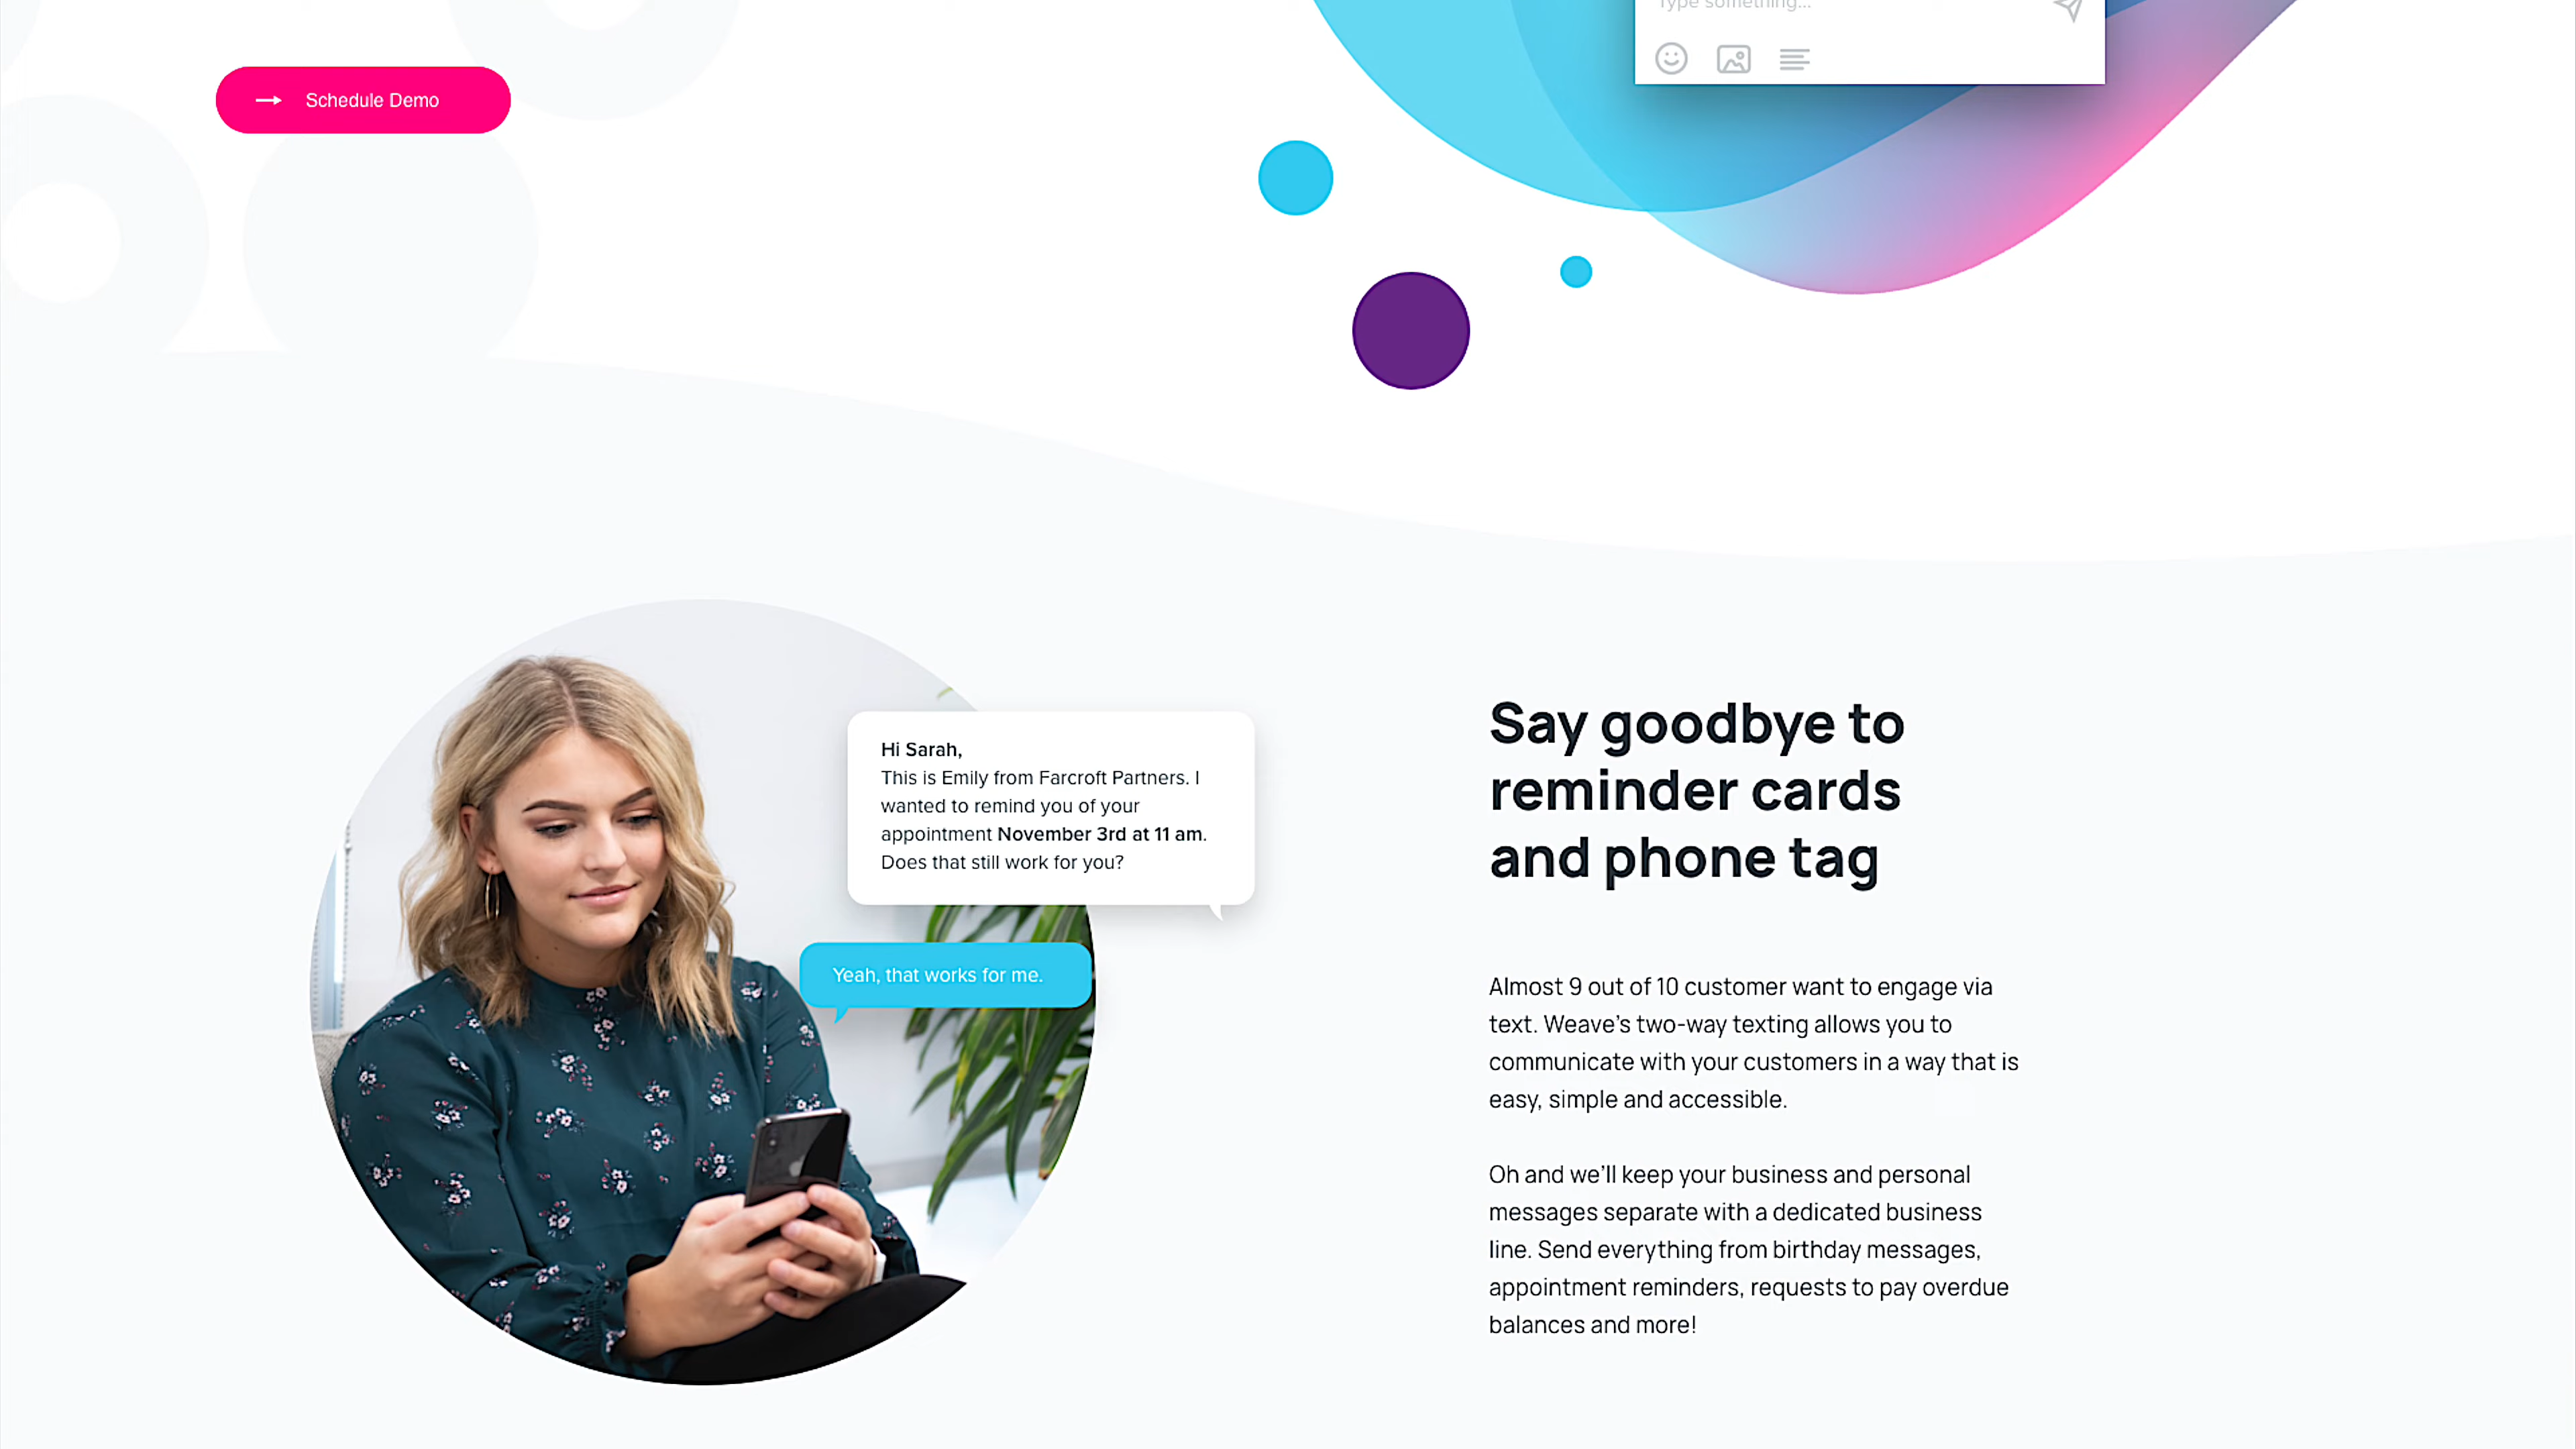 Type something...
Schedule Demo
Hi Sarah,
This is Emily from Farcroft Partners. I
wanted to remind you of your
appointment November 3rd at 11 am.
Does that still work for you?
Yeah, that works for me.
Say goodbye to
reminder cards
and phone tag
Almost 9 out of 10 customer want to engage via
text. Weave's two-way texting allows you to
communicate with your customers in a way that is
easy, simple and accessible.
Oh and we'll keep your business and personal
messages separate with a dedicated business
line. Send everything from birthday messages,
appointment reminders, requests to pay overdue
balances and more!